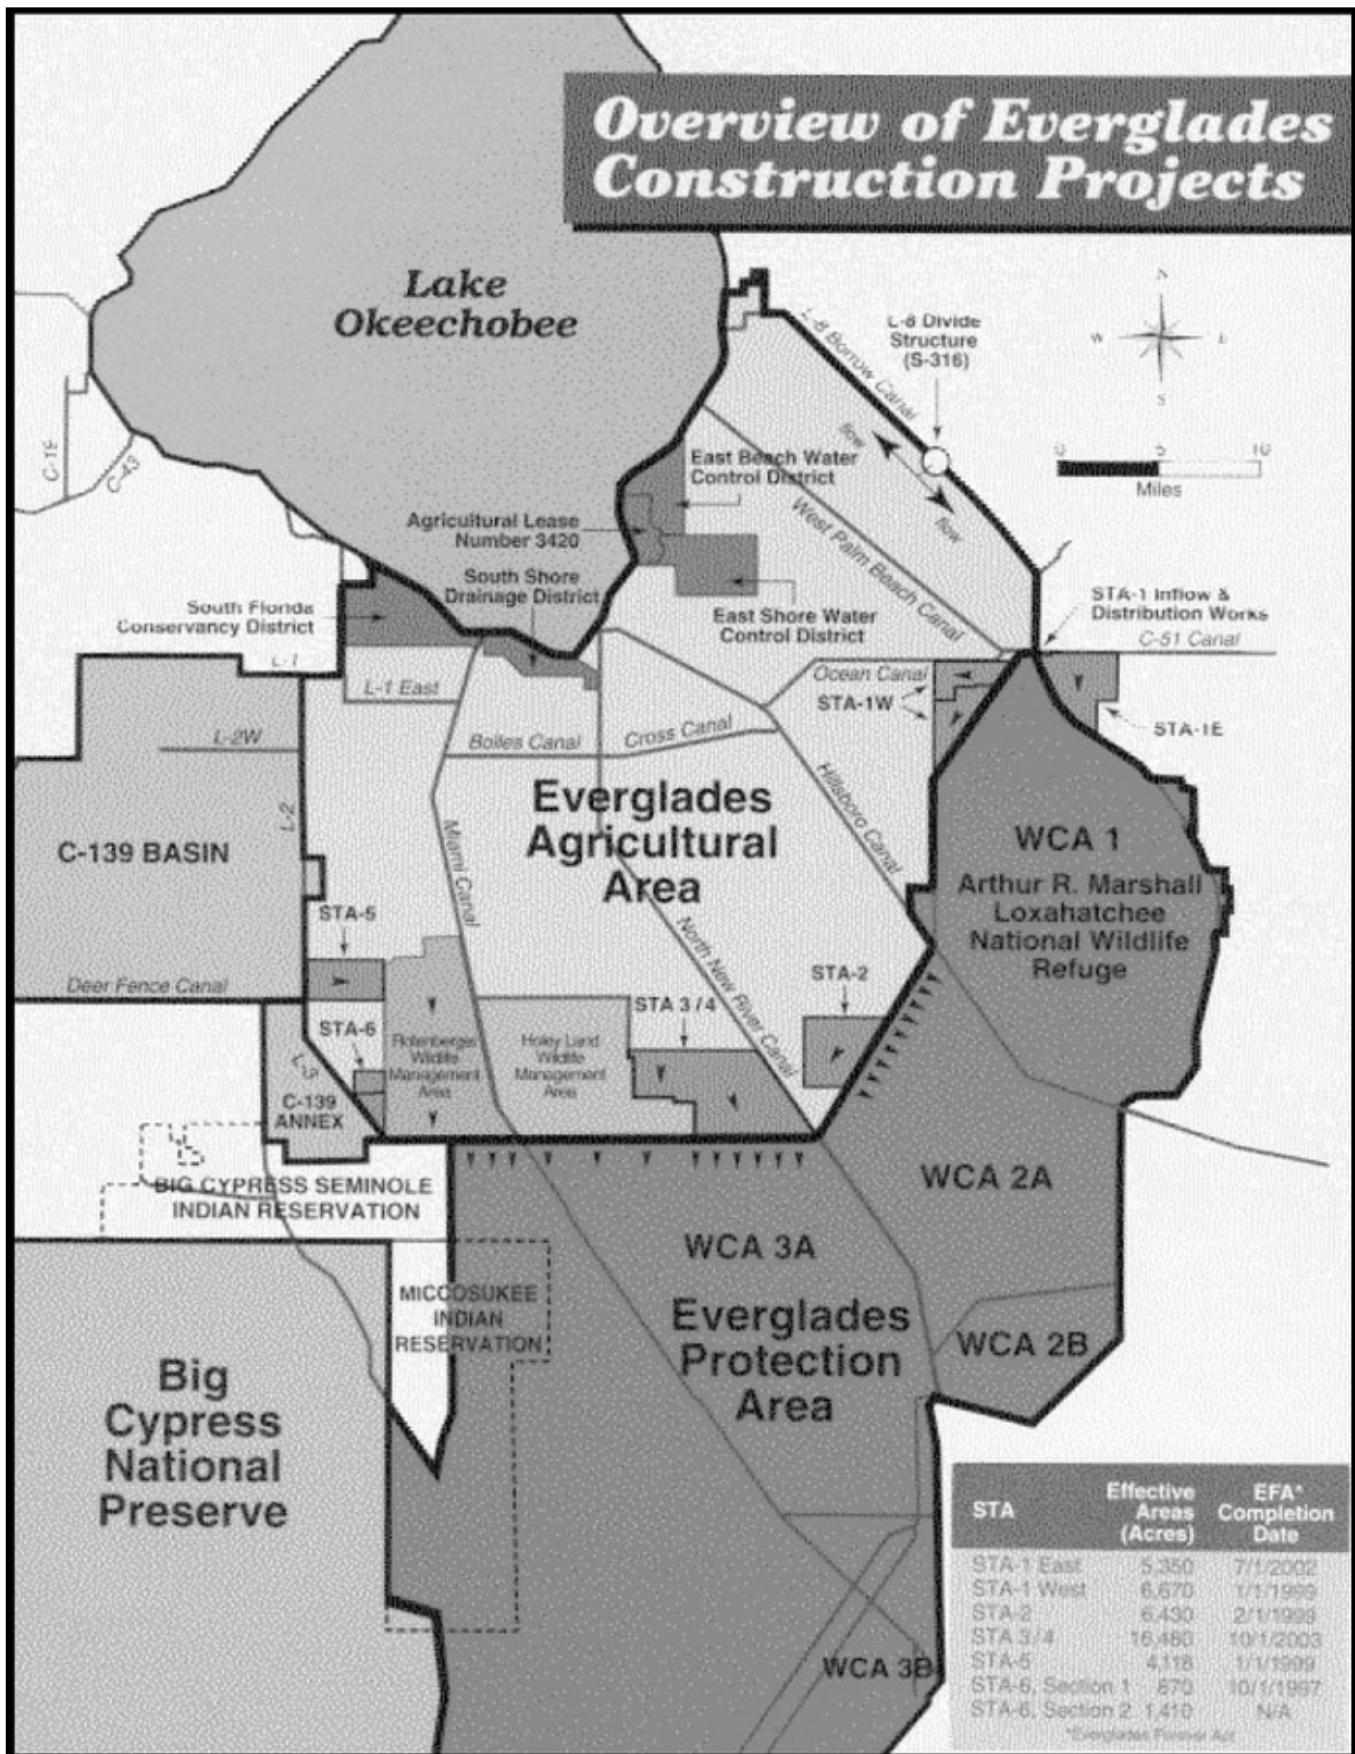 Overview of Everglades
Construction Projects
Lake
Okeechobee
N
W
E
S
L-8 Borrow Canal
L-8 Divide
Structure
(S-316)
flow
flow
0 5 10
Miles
C-19
C-43
East Beach Water
Control District
Agricultural Lease
Number 3420
West Palm Beach Canal
South Shore
Drainage District
South Florida
Conservancy District
East Shore Water
Control District
STA-1 Inflow &
Distribution Works
C-51 Canal
L-1
L-1 East
Ocean Canal
STA-1W
STA-1E
L-2W
Bolles Canal
Cross Canal
L-2
Everglades
Agricultural
Area
Hillsboro Canal
Miami Canal
C-139 BASIN
WCA 1
Arthur R. Marshall
Loxahatchee
National Wildlife
Refuge
STA-5
North New River Canal
STA-2
Deer Fence Canal
STA 3/4
STA-6
Rotenberger
Wildlife
Management
Area
Holey Land
Wildlife
Management
Area
C-139
ANNEX
BIG CYPRESS SEMINOLE
INDIAN RESERVATION
WCA 2A
WCA 3A
MICCOSUKEE
INDIAN
RESERVATION
Everglades
Protection
Area
WCA 2B
Big
Cypress
National
Preserve
WCA 3B
STA Effective Areas (Acres) EFA* Completion Date
STA-1 East 5,350 7/1/2002
STA-1 West 6,670 1/1/1999
STA-2 6,430 2/1/1999
STA 3/4 16,480 10/1/2003
STA-5 4,118 1/1/1999
STA-6, Section 1 870 10/1/1997
STA-6, Section 2 1,410 N/A
*Everglades Forever Act